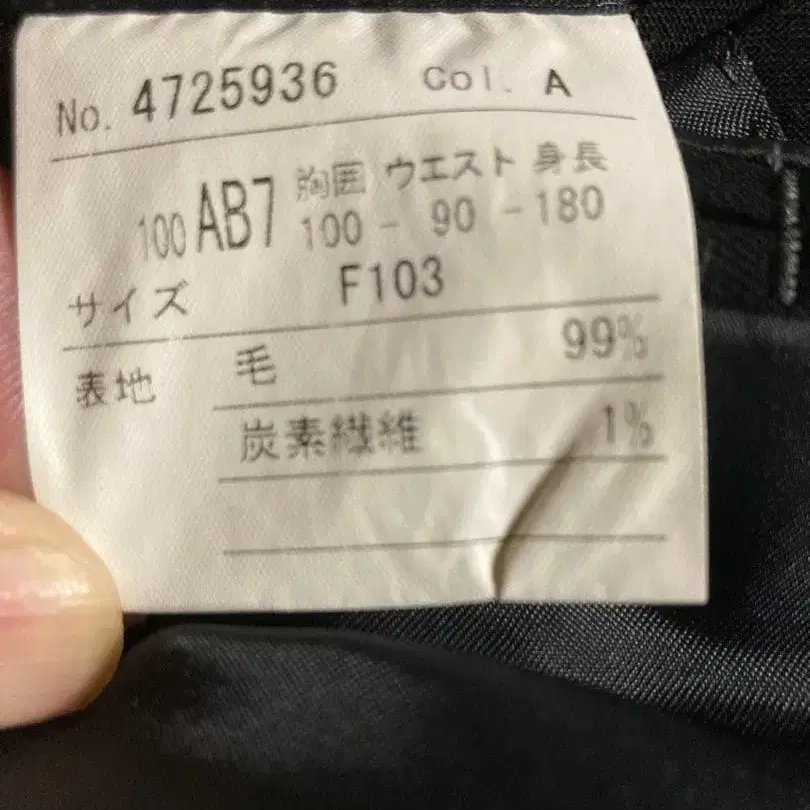 No. 4725936 Col. A
胸囲 ウエスト 身長
100 AB7 100 - 90 - 180
サイズ F103
表地 毛 99%
炭素繊維 1%